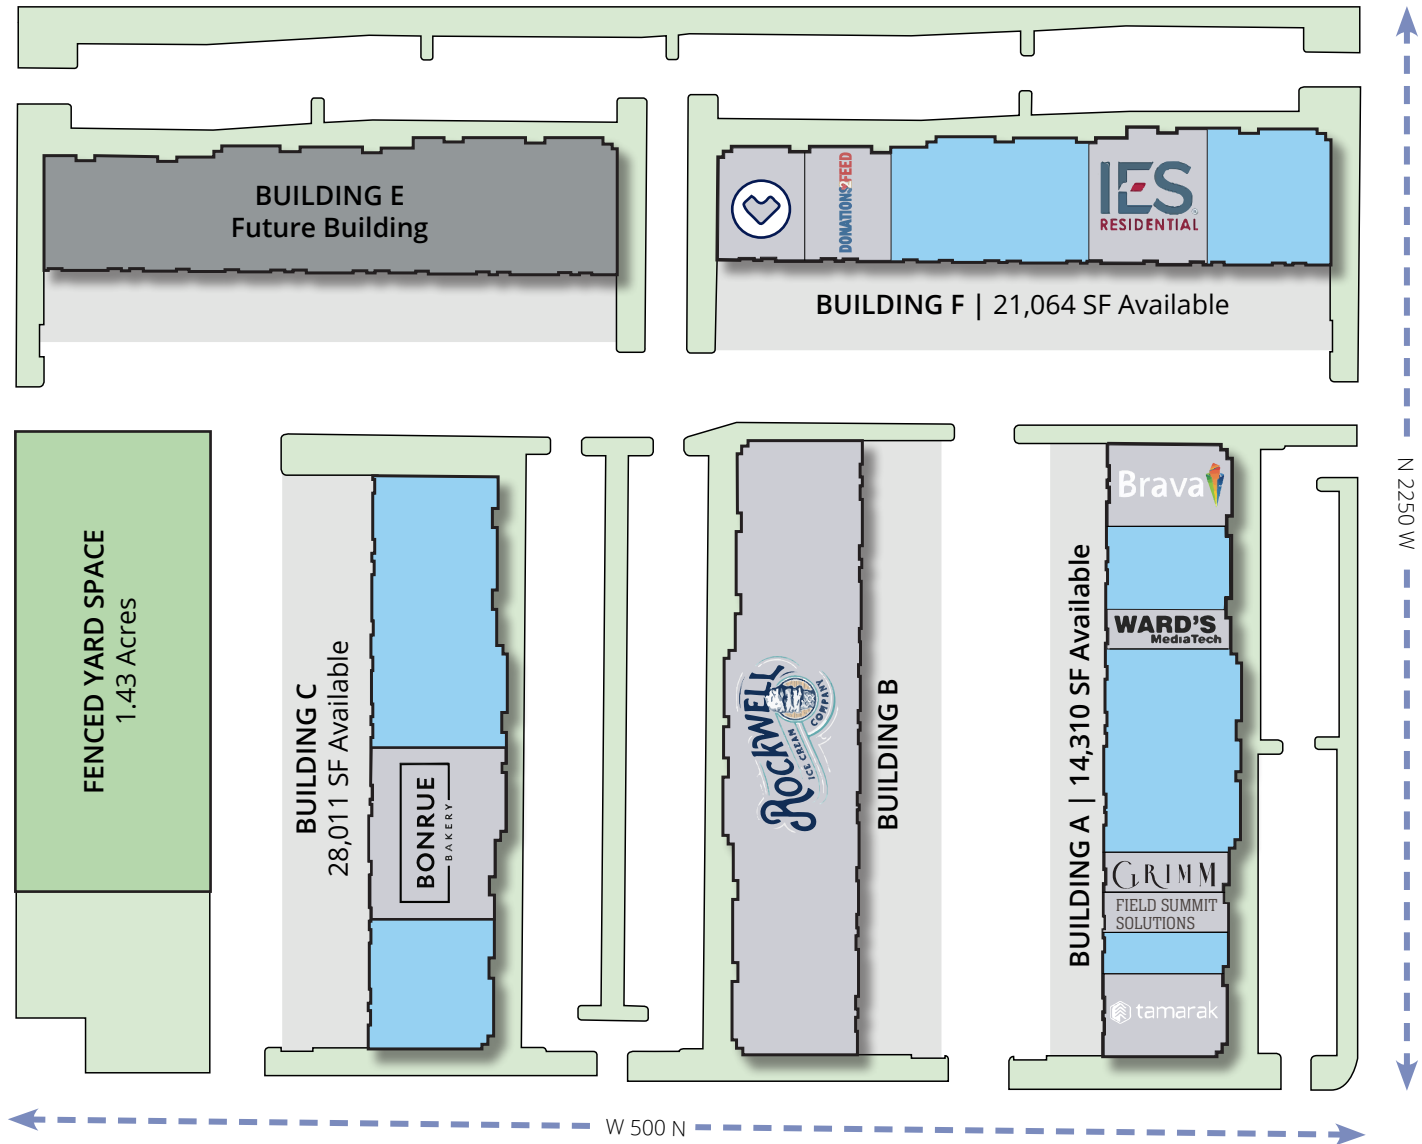 BUILDING E
Future Building
DONATIONS2FEED
IES
RESIDENTIAL
BUILDING F | 21,064 SF Available
N 2250 W
FENCED YARD SPACE
1.43 Acres
BUILDING C
28,011 SF Available
BONRUE
BAKERY
ROCKWELL
ICE CREAM
COMPANY
BUILDING B
BUILDING A | 14,310 SF Available
Brava
WARD'S
MediaTech
GRIMM
FIELD SUMMIT
SOLUTIONS
tamarak
W 500 N